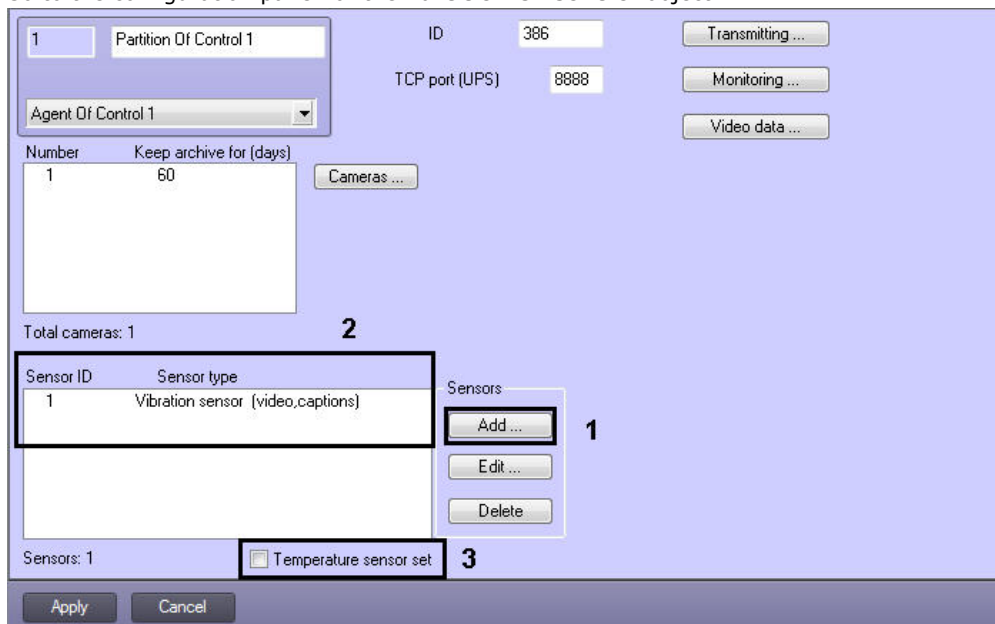 1 Partition Of Control 1 ID 386 Transmitting ...
TCP port (UPS) 8888 Monitoring ...
Agent Of Control 1
Video data ...
Number Keep archive for (days)
1 60 Cameras ...
Total cameras: 1 2
Sensor ID Sensor type Sensors
1 Vibration sensor (video,captions)
Add ... 1
Edit ...
Delete
Sensors: 1 Temperature sensor set 3
Apply Cancel